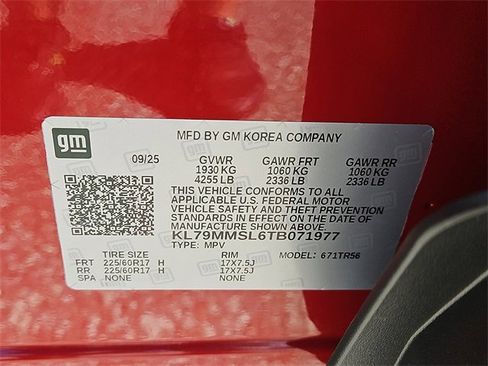 gm
MFD BY GM KOREA COMPANY
09/25 GVWR GAWR FRT GAWR RR
1930 KG 1060 KG 1060 KG
4255 LB 2336 LB 2336 LB
THIS VEHICLE CONFORMS TO ALL
APPLICABLE U.S. FEDERAL MOTOR
VEHICLE SAFETY AND THEFT PREVENTION
STANDARDS IN EFFECT ON THE DATE OF
MANUFACTURE SHOWN ABOVE.
KL79MMSL6TB071977
TYPE: MPV MODEL: 671TR56
TIRE SIZE RIM
FRT 225/60R17 H 17X7.5J
RR 225/60R17 H 17X7.5J
SPA NONE NONE